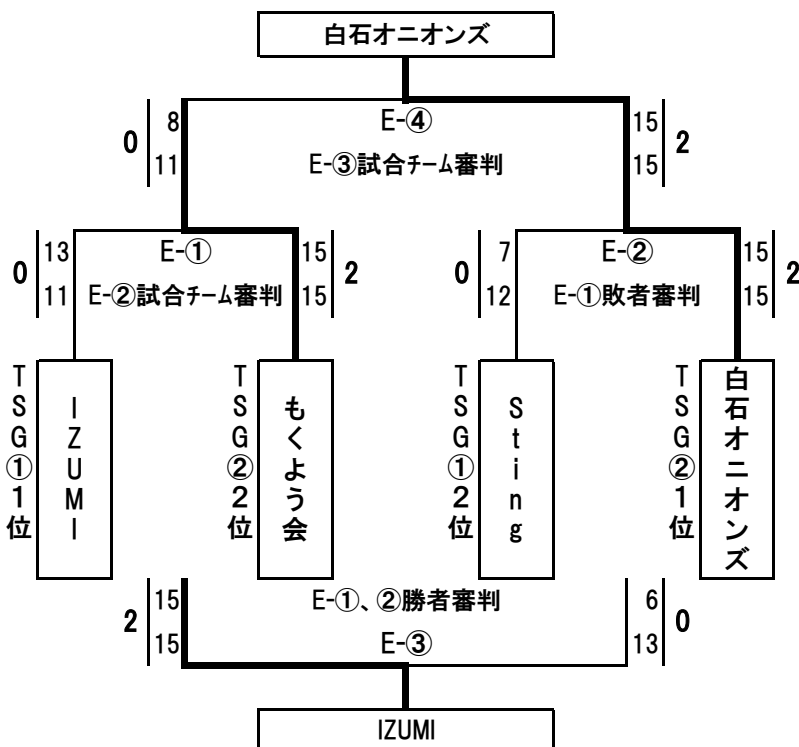 白石オニオンズ
8 E-④ 15
0 2
11 E-③試合チーム審判 15
13 E-① 15 7 E-② 15
0 2 0 2
11 E-②試合チーム審判 15 12 E-①敗者審判 15
TSG①1位
IZUMI
TSG②2位
もくよう会
TSG①2位
Sting
TSG②1位
白石オニオンズ
15 E-①、②勝者審判 6
2 0
15 E-③ 13
IZUMI